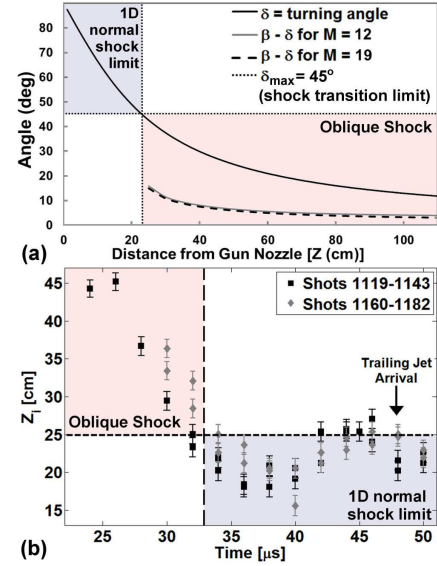 90
80
70
60
50
40
30
20
10
0
Angle (deg)
1D
normal
shock
limit
δ = turning angle
β - δ for M = 12
β - δ for M = 19
δmax = 45º
(shock transition limit)
Oblique Shock
0 20 40 60 80 100
(a) Distance from Gun Nozzle [Z (cm)]
45
40
35
30
25
20
15
Zi [cm]
Shots 1119-1143
Shots 1160-1182
Trailing Jet
Arrival
Oblique Shock
1D normal
shock limit
25 30 35 40 45 50
(b) Time [μs]